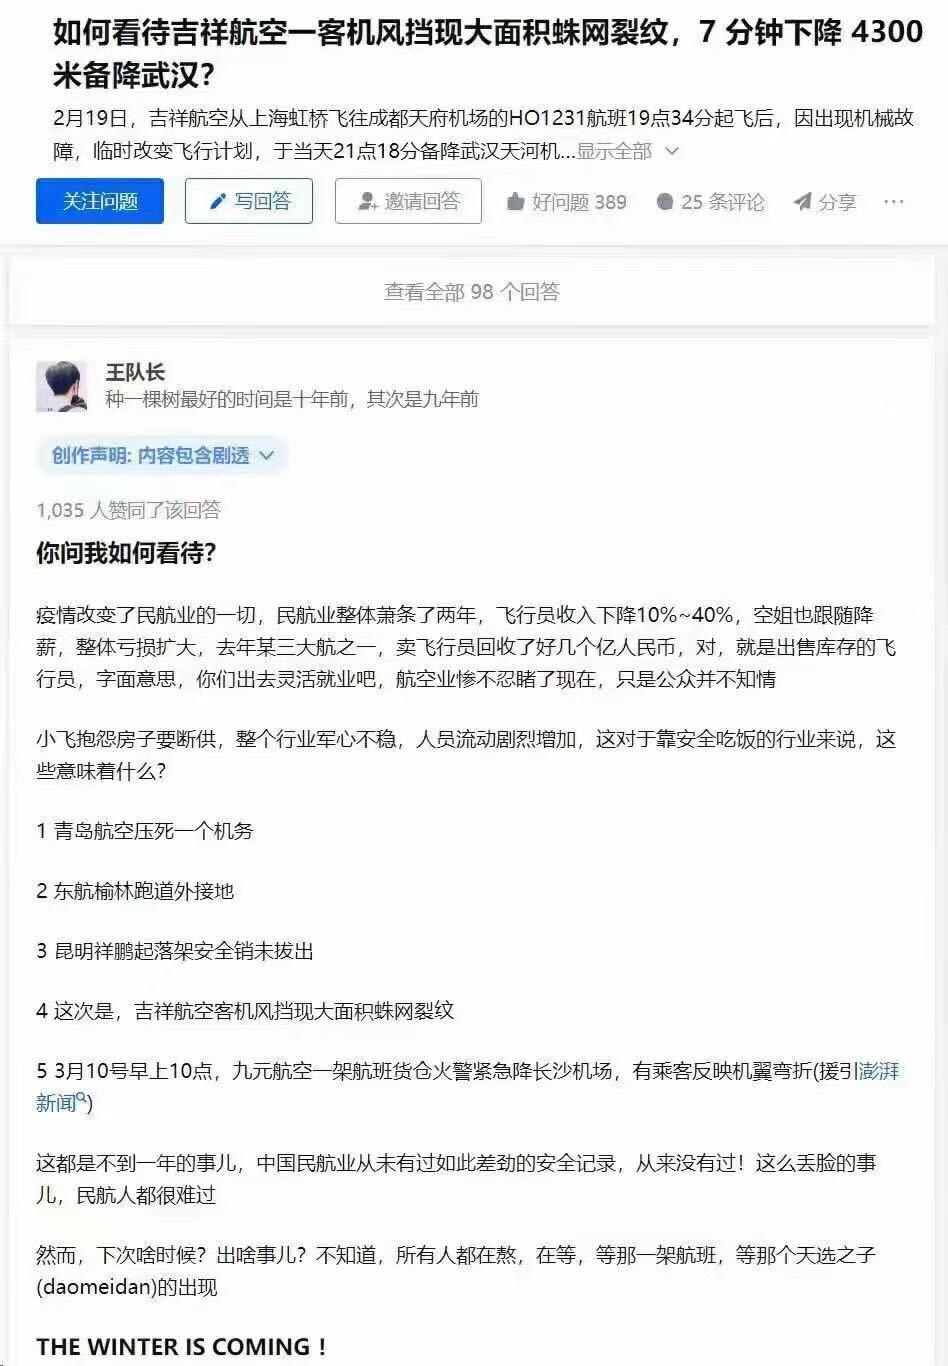 如何看待吉祥航空一客机风挡现大面积蛛网裂纹，7 分钟下降 4300
米备降武汉？
2月19日，吉祥航空从上海虹桥飞往成都天府机场的HO1231航班19点34分起飞后，因出现机械故
障，临时改变飞行计划，于当天21点18分备降武汉天河机...显示全部
关注问题 写回答 邀请回答 好问题 389 25 条评论 分享 ···
查看全部 98 个回答
王队长
种一棵树最好的时间是十年前，其次是九年前
创作声明: 内容包含剧透
1,035 人赞同了该回答
你问我如何看待？
疫情改变了民航业的一切，民航业整体萧条了两年，飞行员收入下降10%~40%，空姐也跟随降
薪，整体亏损扩大，去年某三大航之一，卖飞行员回收了好几个亿人民币，对，就是出售库存的飞
行员，字面意思，你们出去灵活就业吧，航空业惨不忍睹了现在，只是公众并不知情
小飞抱怨房子要断供，整个行业军心不稳，人员流动剧烈增加，这对于靠安全吃饭的行业来说，这
些意味着什么？
1 青岛航空压死一个机务
2 东航榆林跑道外接地
3 昆明祥鹏起落架安全销未拔出
4 这次是，吉祥航空客机风挡现大面积蛛网裂纹
5 3月10号早上10点，九元航空一架航班货仓火警紧急降长沙机场，有乘客反映机翼弯折(援引澎湃
新闻)
这都是不到一年的事儿，中国民航业从未有过如此差劲的安全记录，从来没有过！这么丢脸的事
儿，民航人都很难过
然而，下次啥时候？出啥事儿？不知道，所有人都在熬，在等，等那一架航班，等那个天选之子
(daomeidan)的出现
THE WINTER IS COMING！